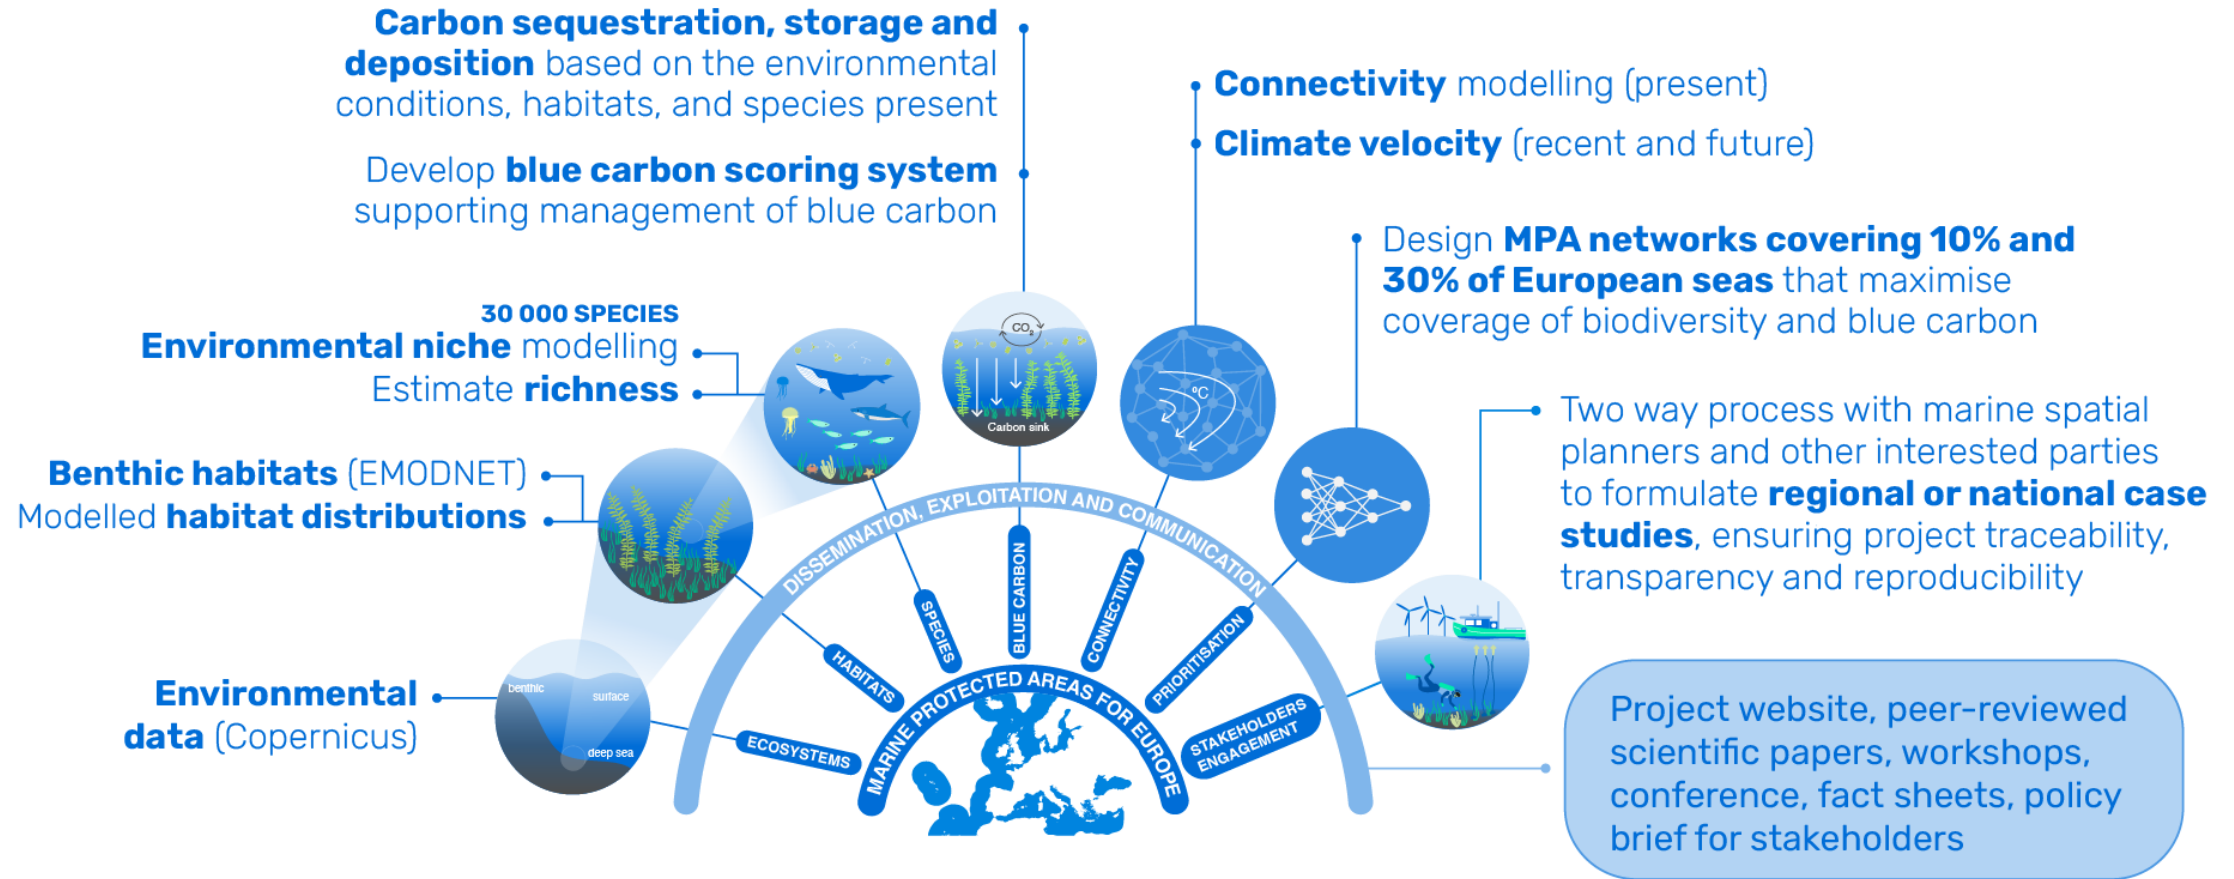 Carbon sequestration, storage and
deposition based on the environmental
conditions, habitats, and species present
Develop blue carbon scoring system
supporting management of blue carbon
Connectivity modelling (present)
Climate velocity (recent and future)
Design MPA networks covering 10% and
30% of European seas that maximise
coverage of biodiversity and blue carbon
30 000 SPECIES
Environmental niche modelling
Estimate richness
CO2
Carbon sink
ºC
Two way process with marine spatial
planners and other interested parties
to formulate regional or national case
studies, ensuring project traceability,
transparency and reproducibility
Benthic habitats (EMODNET)
Modelled habitat distributions
Environmental
data (Copernicus)
benthic
surface
deep sea
DISSEMINATION, EXPLOITATION AND COMMUNICATION
ECOSYSTEMS
HABITATS
SPECIES
BLUE CARBON
CONNECTIVITY
PRIORITISATION
STAKEHOLDERS
ENGAGEMENT
MARINE PROTECTED AREAS FOR EUROPE
Project website, peer-reviewed
scientific papers, workshops,
conference, fact sheets, policy
brief for stakeholders